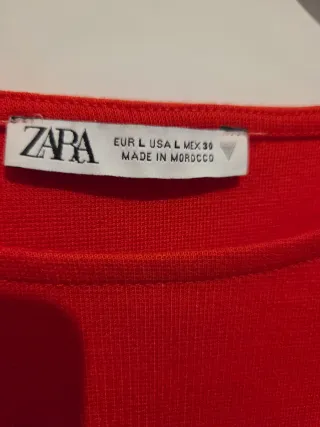 ZARA
EUR L USA L MEX 30
MADE IN MOROCCO